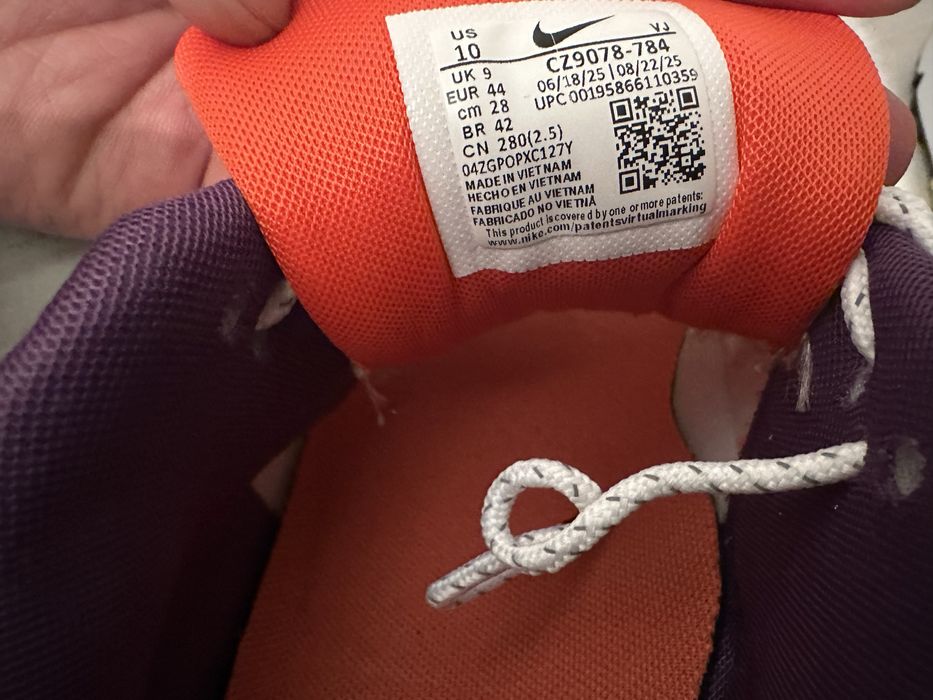 US
10
UK 9
EUR 44
cm 28
BR 42
CN 280(2.5)
04ZGPOPXC127Y
MADE IN VIETNAM
HECHO EN VIETNAM
FABRIQUE AU VIETNAM
FABRICADO NO VIETNÃ
VJ
CZ9078-784
06/18/25 | 08/22/25
UPC 00195866110359
This product is covered by one or more patents:
www.nike.com/patentsvirtualmarking